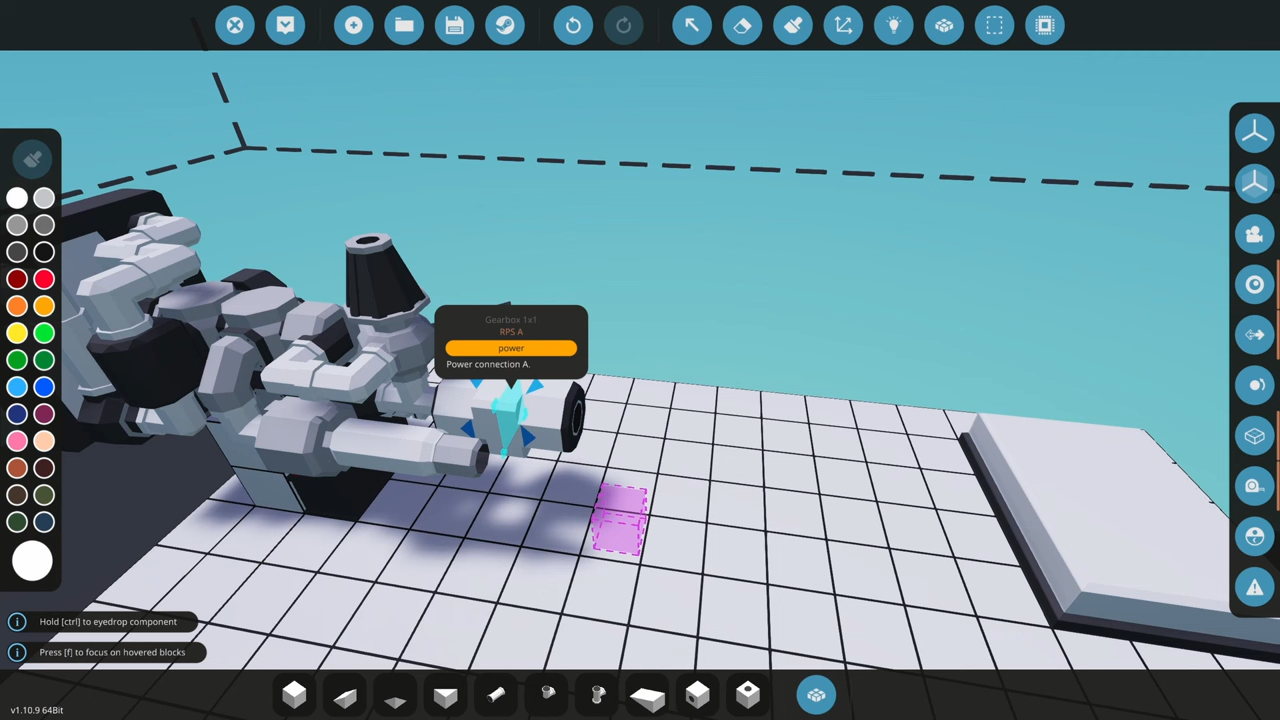 Gearbox 1x1
RPS A
power
Power connection A.
Hold [ctrl] to eyedrop component
Press [f] to focus on hovered blocks
v1.10.9 64Bit